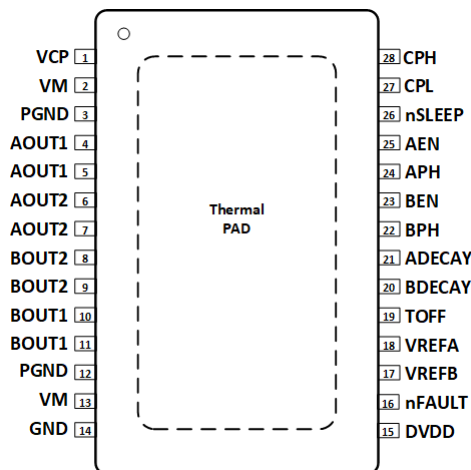 VCP 1 28 CPH
VM 2 27 CPL
PGND 3 26 nSLEEP
AOUT1 4 25 AEN
AOUT1 5 24 APH
AOUT2 6 23 BEN
AOUT2 7 22 BPH
BOUT2 8 21 ADECAY
BOUT2 9 20 BDECAY
BOUT1 10 19 TOFF
BOUT1 11 18 VREFA
PGND 12 17 VREFB
VM 13 16 nFAULT
GND 14 15 DVDD
Thermal
PAD